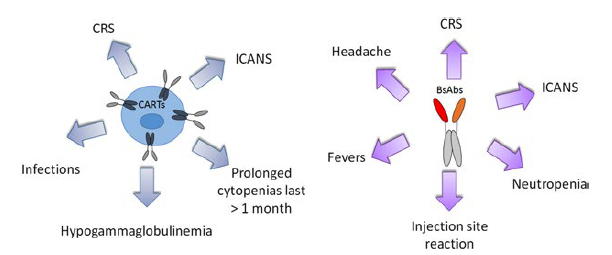 CRS
ICANS
CARTs
Infections
Prolonged
cytopenias last
> 1 month
Hypogammaglobulinemia
CRS
Headache
ICANS
BsAbs
Fevers
Neutropenia
Injection site
reaction